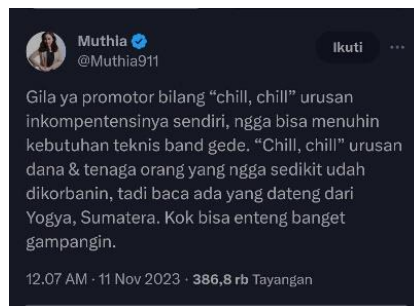 Muthia
@Muthia911
Ikuti
Gila ya promotor bilang “chill, chill” urusan
inkompentensinya sendiri, ngga bisa menuhin
kebutuhan teknis band gede. “Chill, chill” urusan
dana & tenaga orang yang ngga sedikit udah
dikorbanin, tadi baca ada yang dateng dari
Yogya, Sumatera. Kok bisa enteng banget
gampangin.
12.07 AM · 11 Nov 2023 · 386,8 rb Tayangan